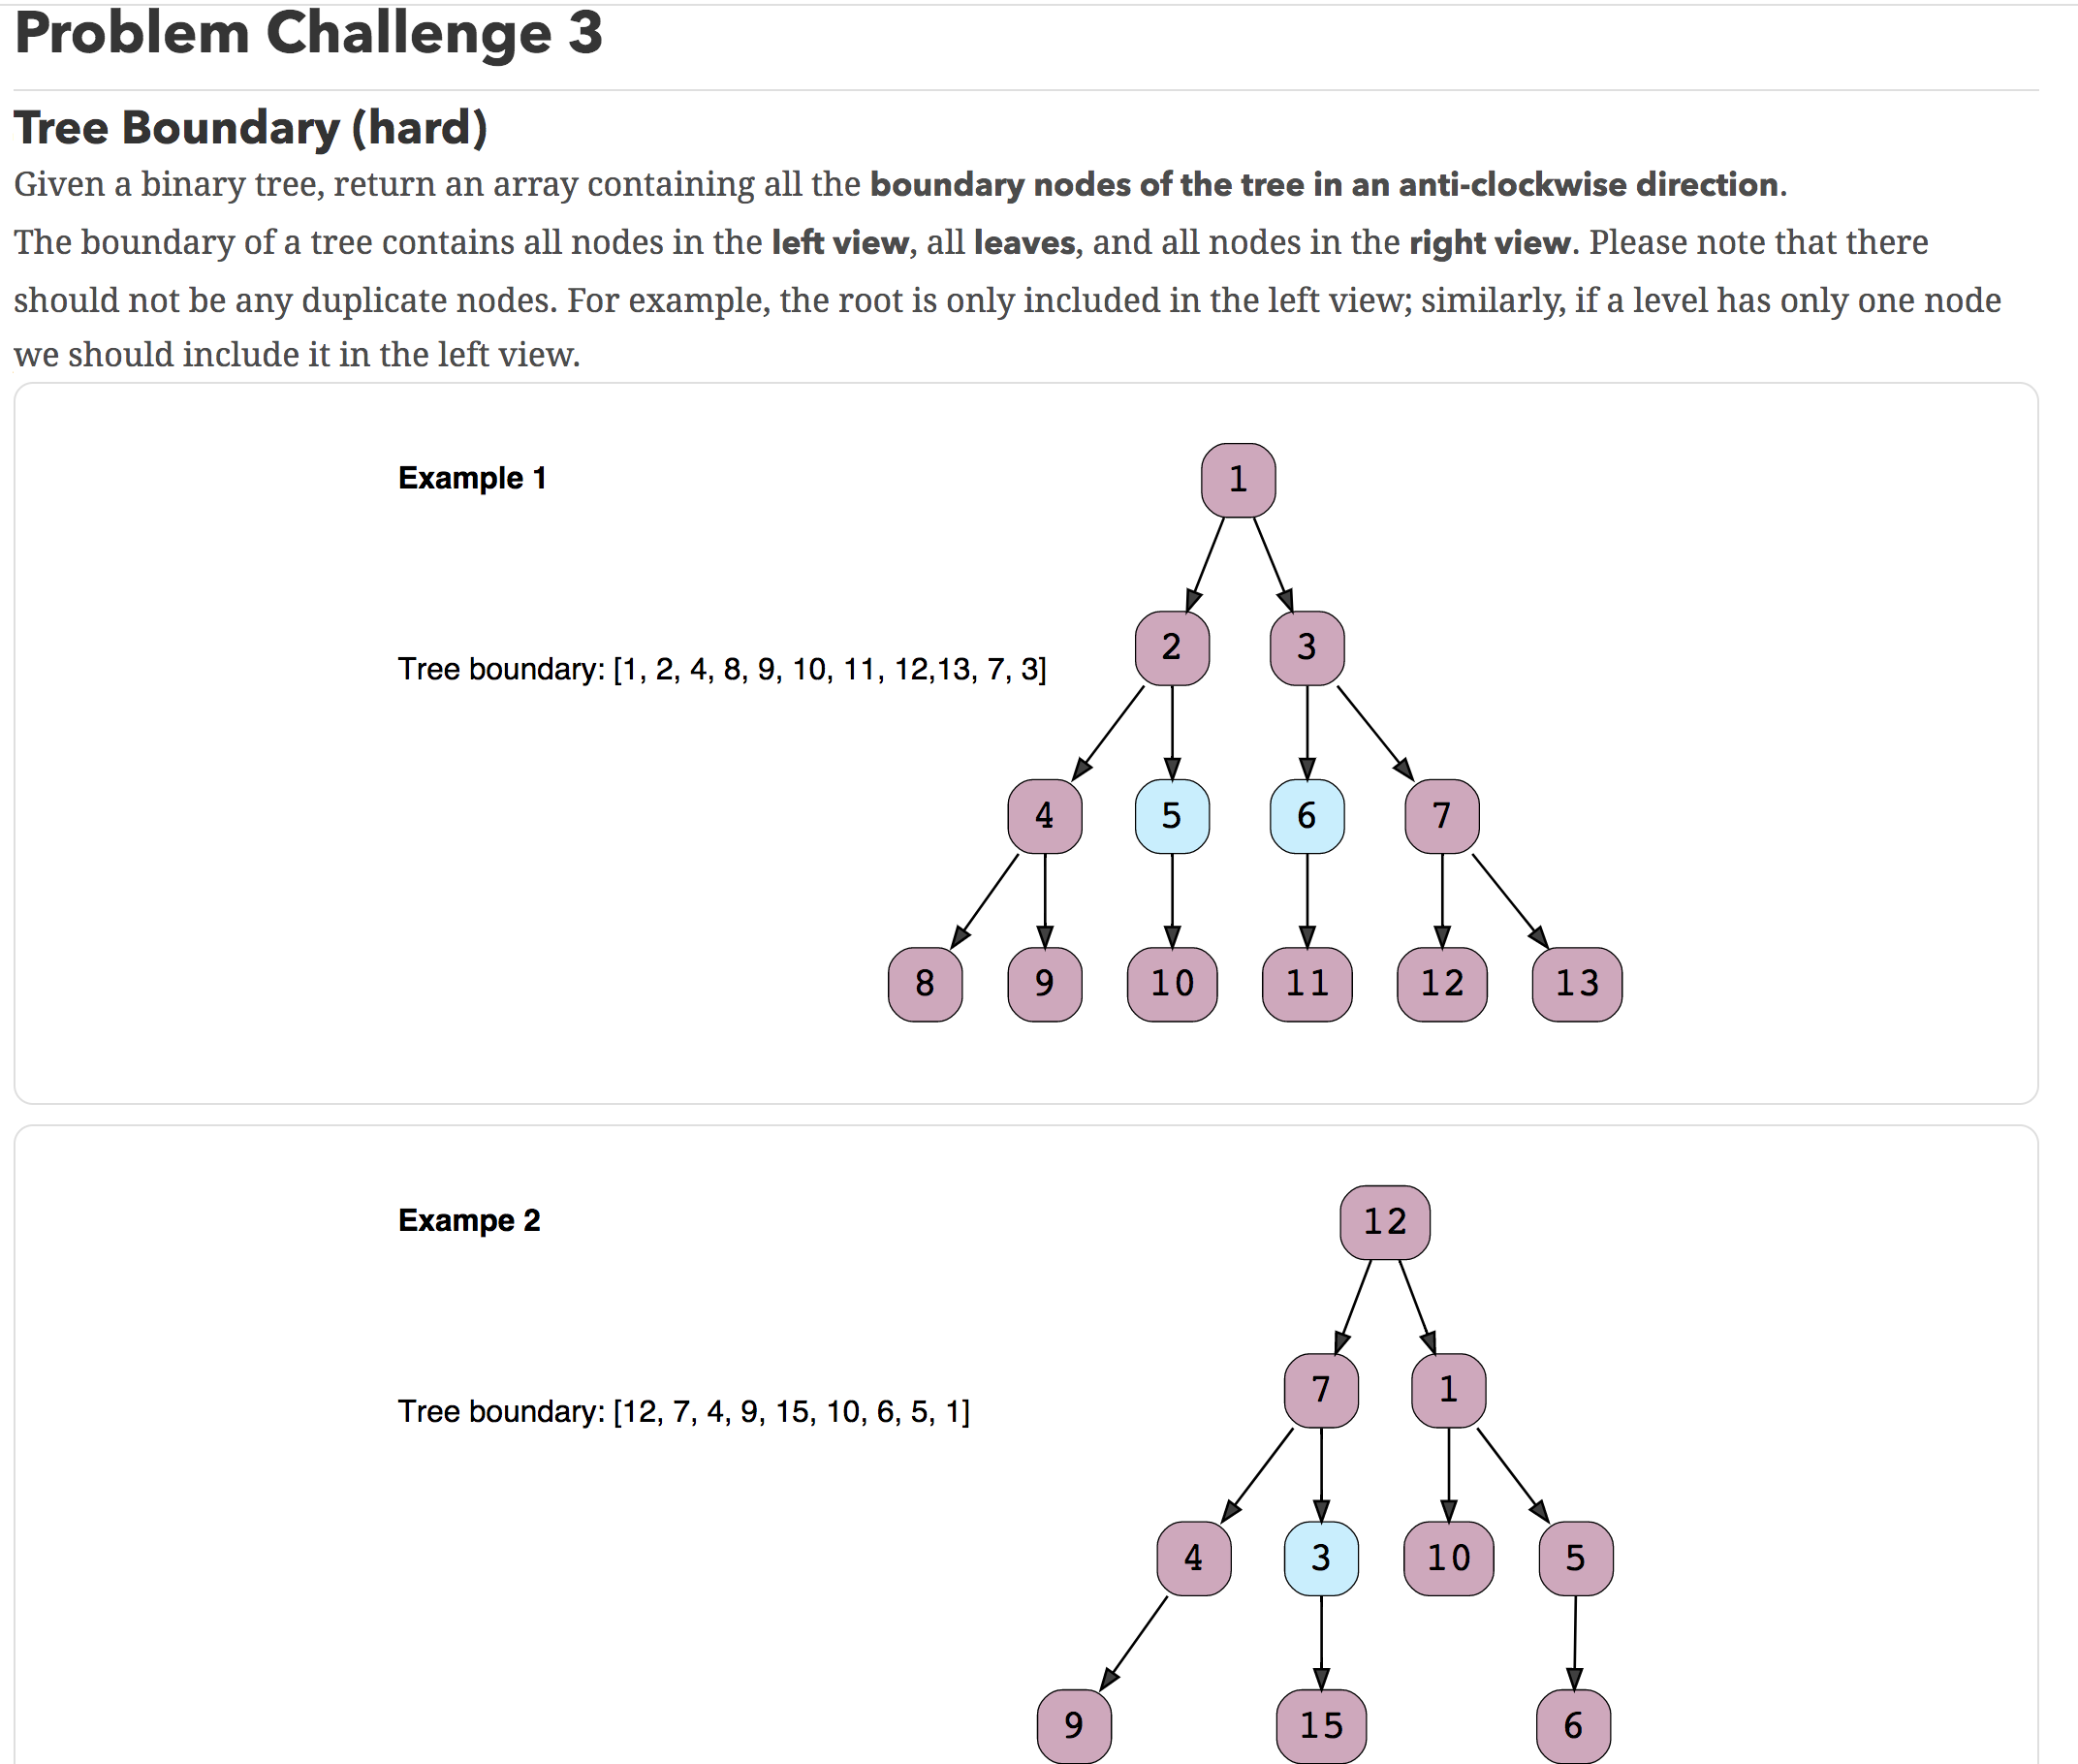 Problem Challenge 3
Tree Boundary (hard)
Given a binary tree, return an array containing all the boundary nodes of the tree in an anti-clockwise direction.
The boundary of a tree contains all nodes in the left view, all leaves, and all nodes in the right view. Please note that there
should not be any duplicate nodes. For example, the root is only included in the left view; similarly, if a level has only one node
we should include it in the left view.
Example 1
1
2 3
Tree boundary: [1, 2, 4, 8, 9, 10, 11, 12,13, 7, 3]
4 5 6 7
8 9 10 11 12 13
Exampe 2
12
7 1
Tree boundary: [12, 7, 4, 9, 15, 10, 6, 5, 1]
4 3 10 5
9 15 6